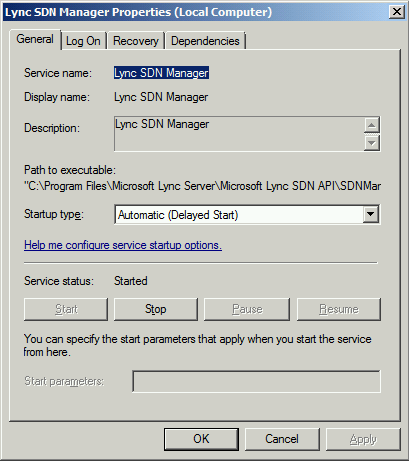 Lync SDN Manager Properties (Local Computer)
General Log On Recovery Dependencies
Service name: Lync SDN Manager
Display name: Lync SDN Manager
Description: Lync SDN Manager
Path to executable:
"C:\Program Files\Microsoft Lync Server\Microsoft Lync SDN API\SDNMar
Startup type: Automatic (Delayed Start)
Help me configure service startup options.
Service status: Started
Start Stop Pause Resume
You can specify the start parameters that apply when you start the service
from here.
Start parameters:
OK Cancel Apply